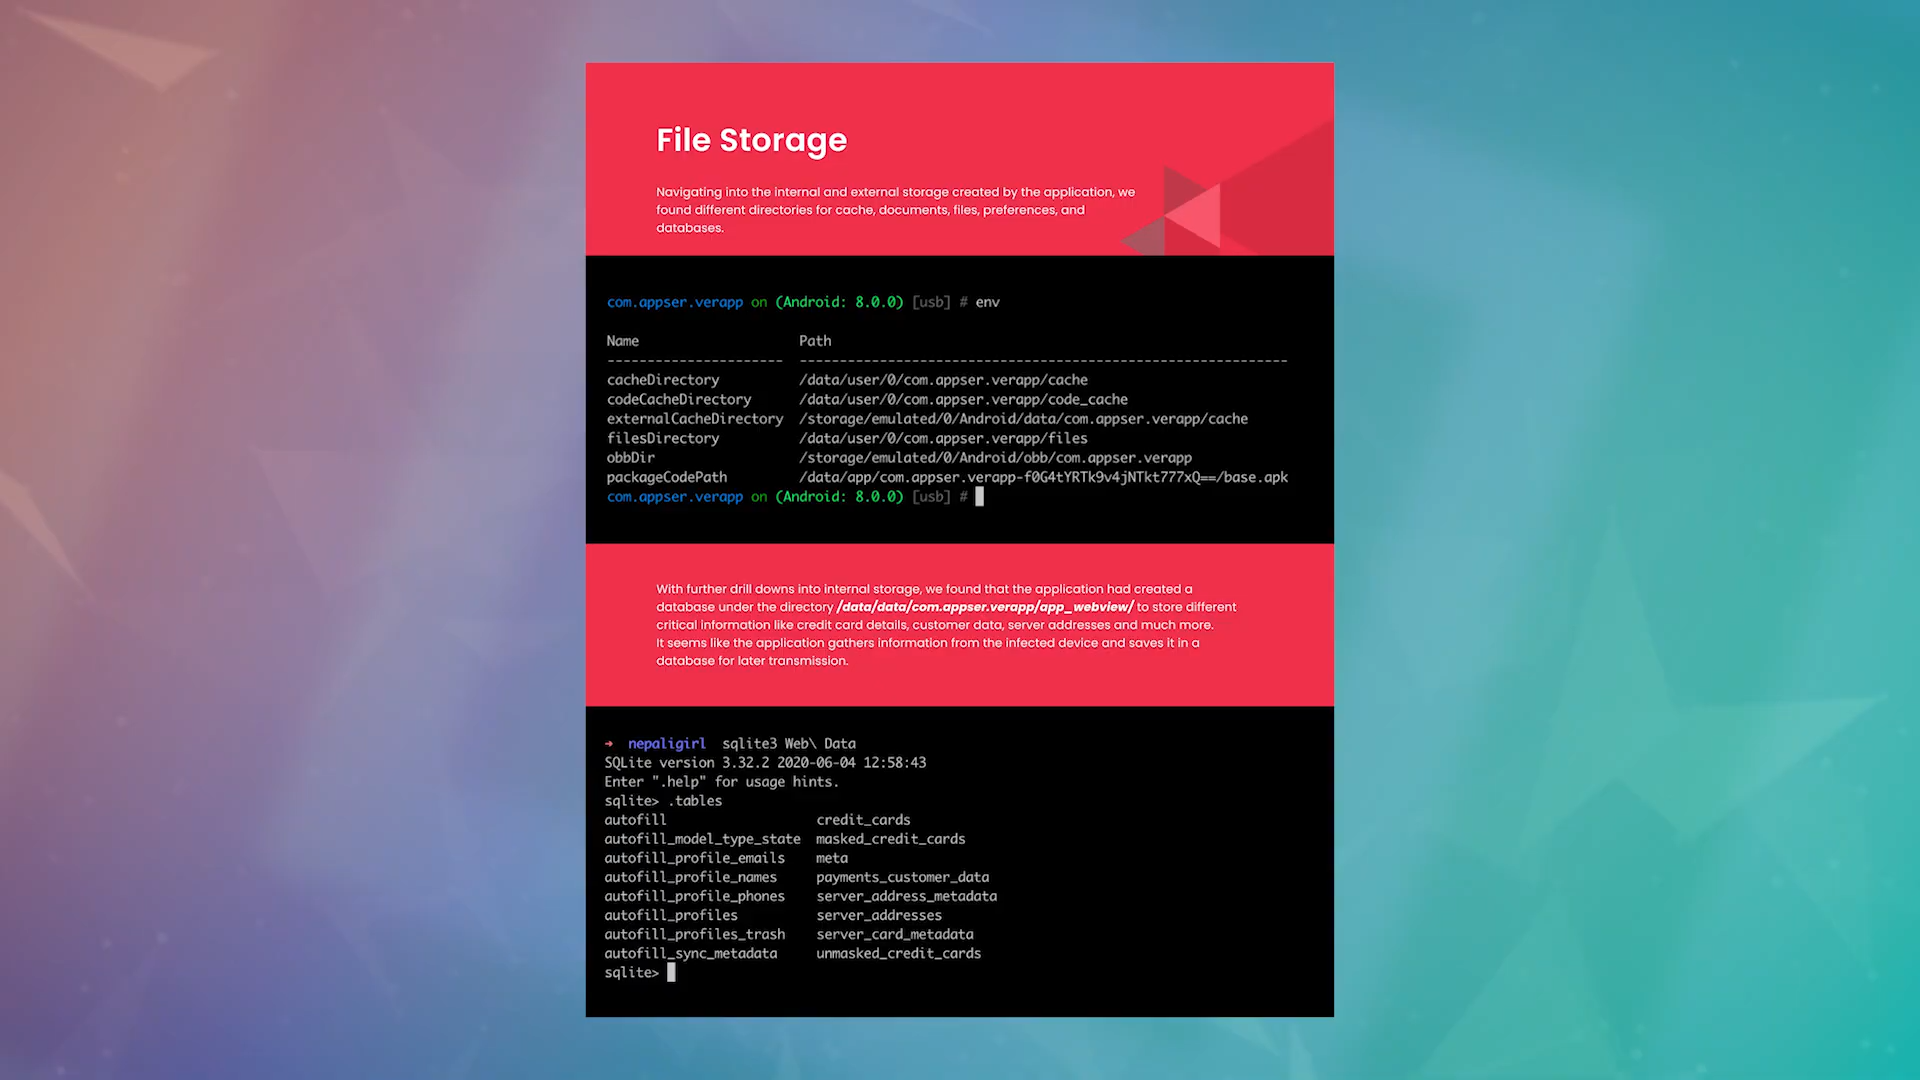 File Storage
Navigating into the internal and external storage created by the application, we
found different directories for cache, documents, files, preferences, and
databases.
com.appser.verapp on (Android: 8.0.0) [usb] # env
Name Path
---------------------- -------------------------------------------------------------
cacheDirectory /data/user/0/com.appser.verapp/cache
codeCacheDirectory /data/user/0/com.appser.verapp/code_cache
externalCacheDirectory /storage/emulated/0/Android/data/com.appser.verapp/cache
filesDirectory /data/user/0/com.appser.verapp/files
obbDir /storage/emulated/0/Android/obb/com.appser.verapp
packageCodePath /data/app/com.appser.verapp-f0G4tYRTk9v4jNTkt777xQ==/base.apk
com.appser.verapp on (Android: 8.0.0) [usb] #
With further drill downs into internal storage, we found that the application had created a
database under the directory /data/data/com.appser.verapp/app_webview/ to store different
critical information like credit card details, customer data, server addresses and much more.
It seems like the application gathers information from the infected device and saves it in a
database for later transmission.
➜ nepaligirl sqlite3 Web\ Data
SQLite version 3.32.2 2020-06-04 12:58:43
Enter ".help" for usage hints.
sqlite> .tables
autofill credit_cards
autofill_model_type_state masked_credit_cards
autofill_profile_emails meta
autofill_profile_names payments_customer_data
autofill_profile_phones server_address_metadata
autofill_profiles server_addresses
autofill_profiles_trash server_card_metadata
autofill_sync_metadata unmasked_credit_cards
sqlite>